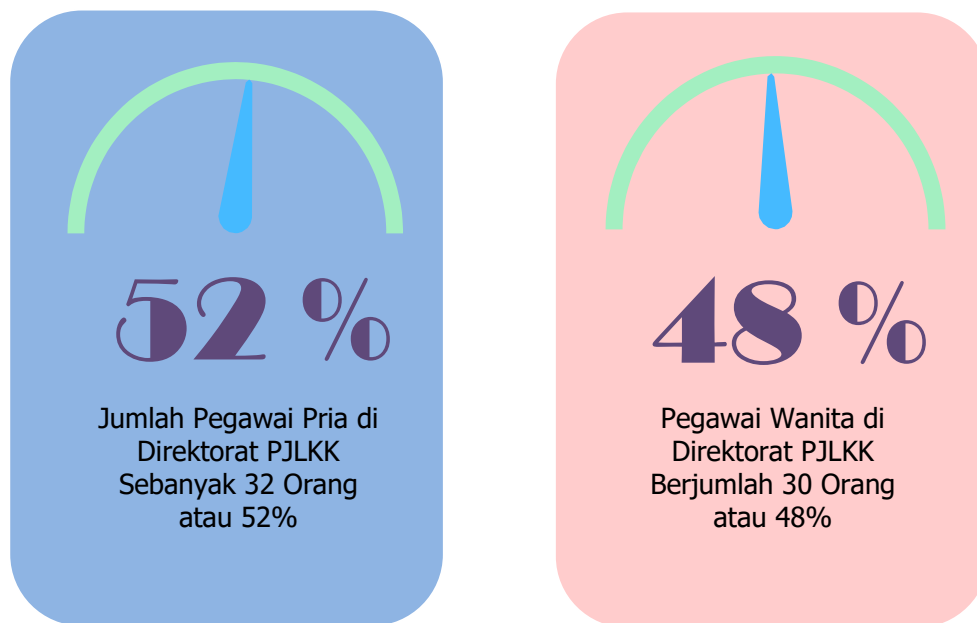 52 %
Jumlah Pegawai Pria di
Direktorat PJLKK
Sebanyak 32 Orang
atau 52%
48 %
Pegawai Wanita di
Direktorat PJLKK
Berjumlah 30 Orang
atau 48%